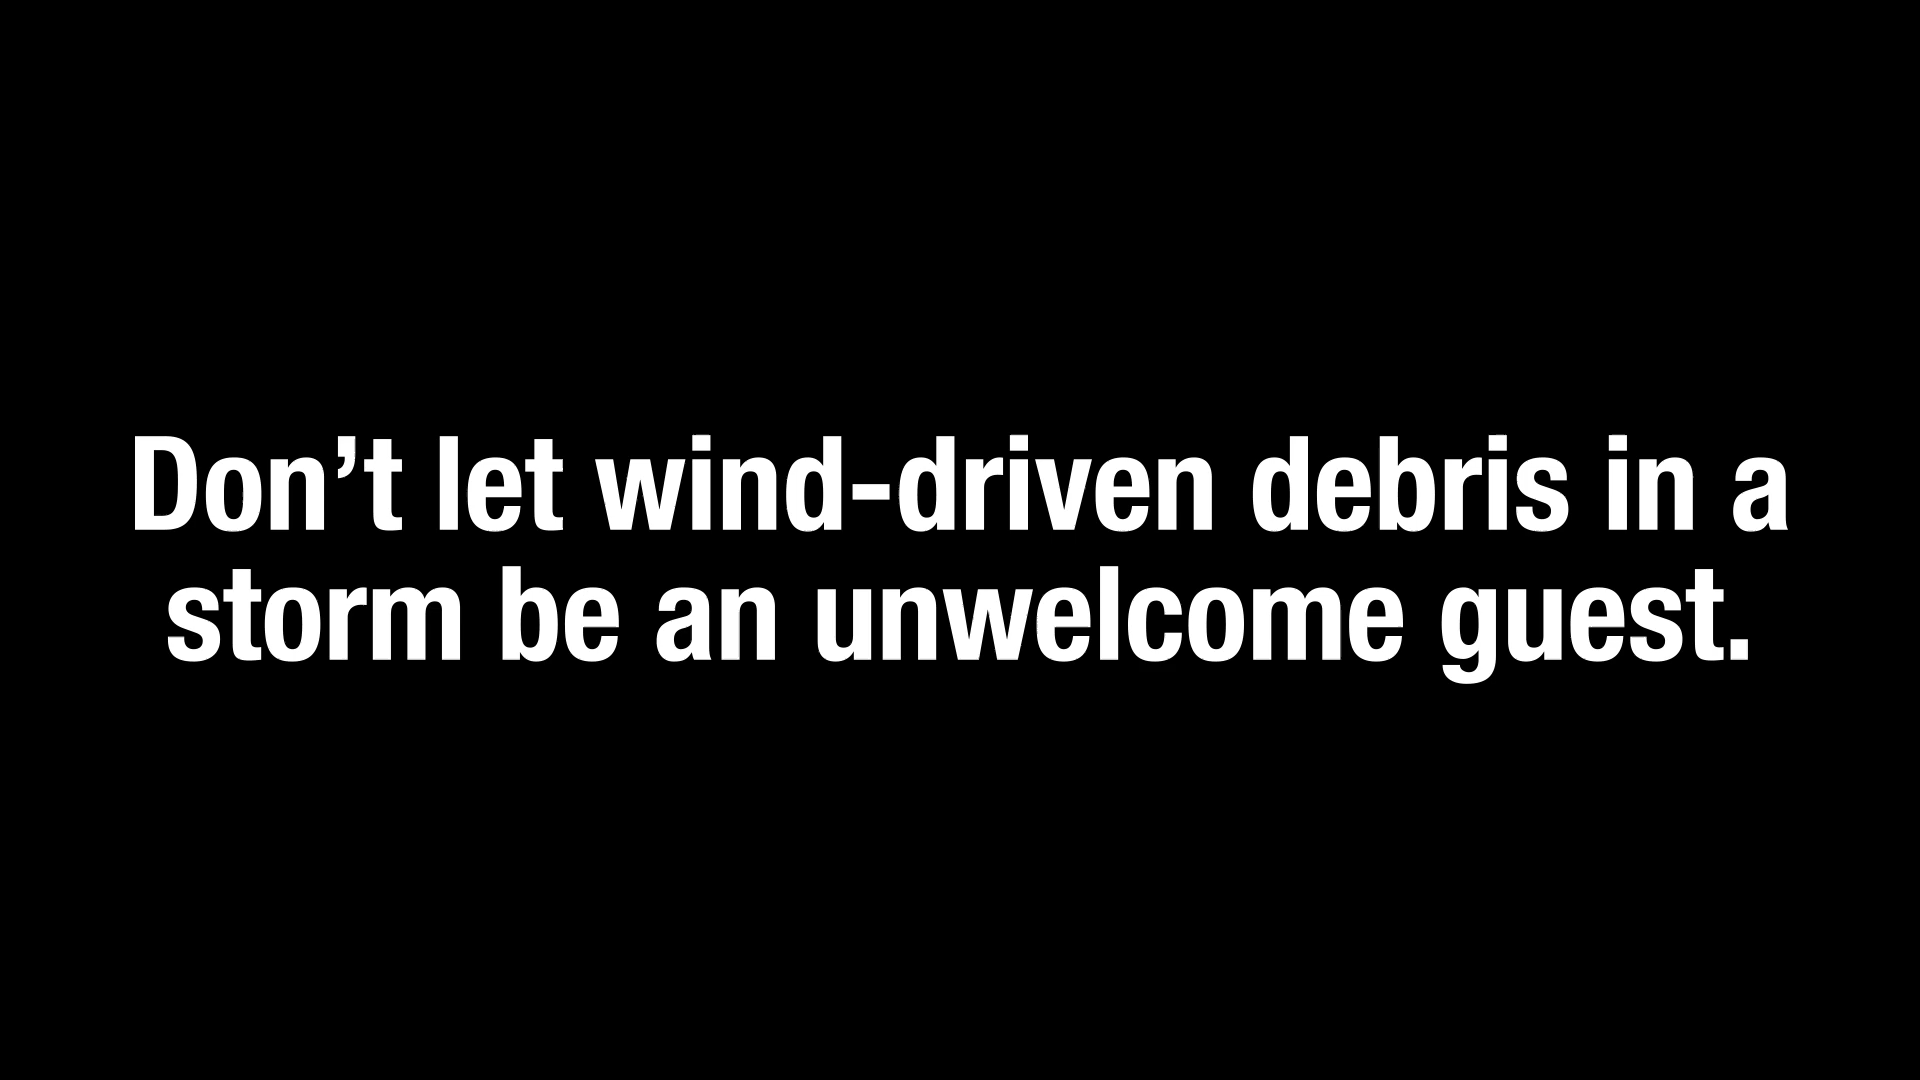 Don’t let wind-driven debris in a
storm be an unwelcome guest.